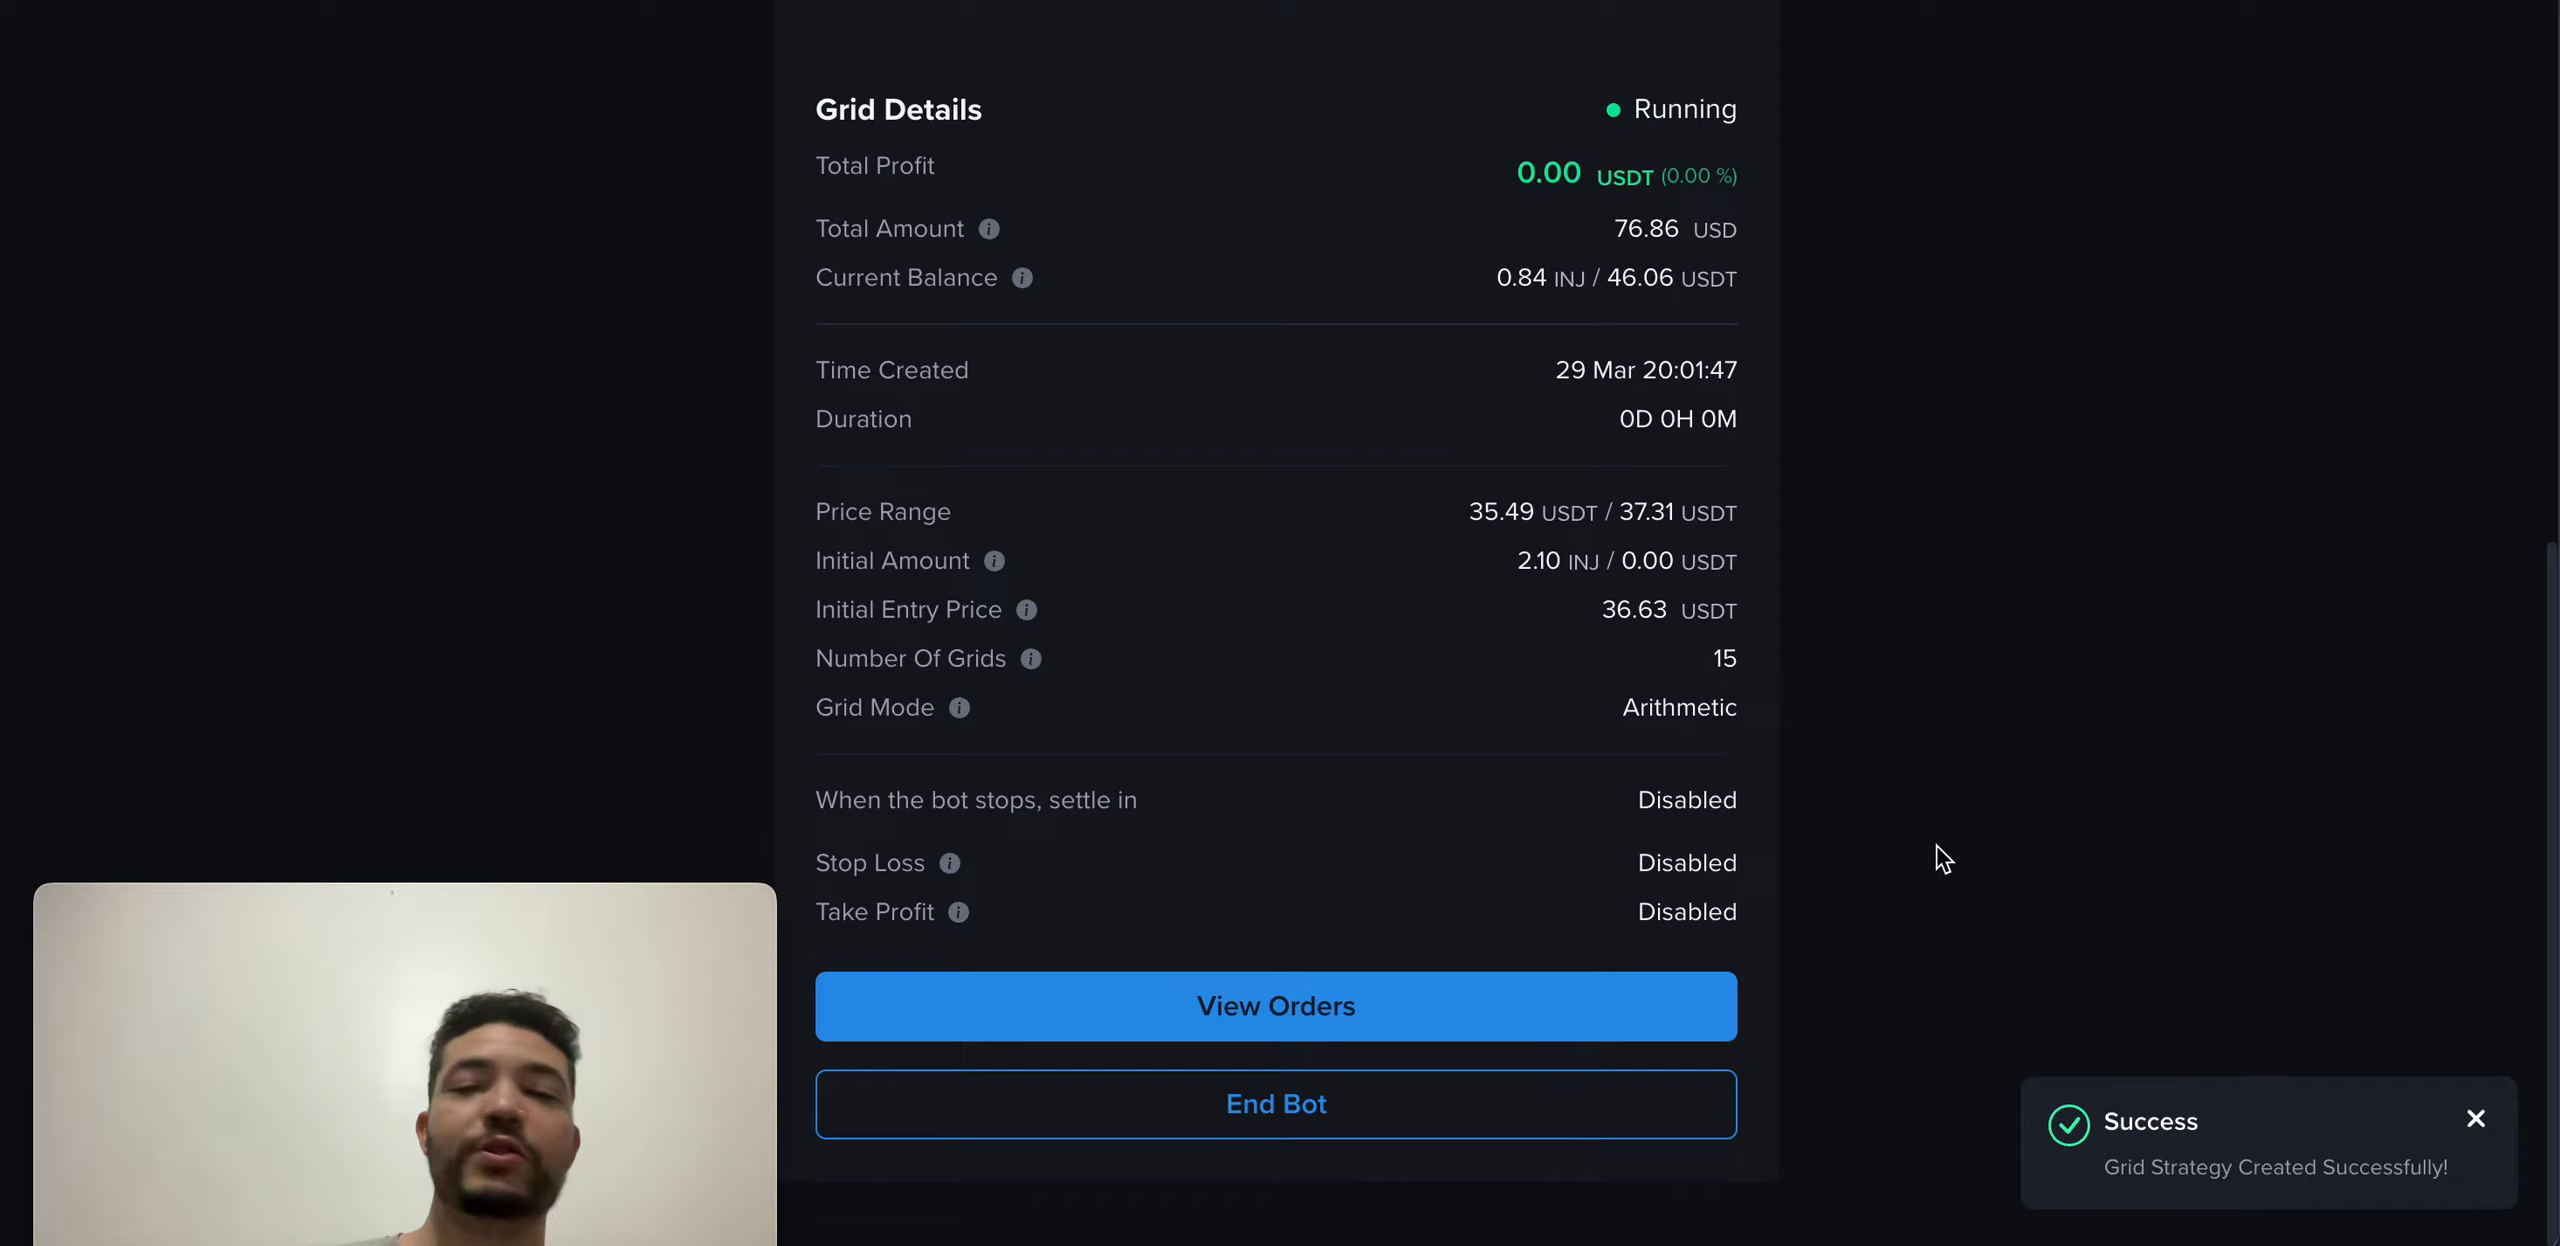 Grid Details Running
Total Profit 0.00 USDT (0.00 %)
Total Amount 76.86 USD
Current Balance 0.84 INJ / 46.06 USDT
Time Created 29 Mar 20:01:47
Duration 0D 0H 0M
Price Range 35.49 USDT / 37.31 USDT
Initial Amount 2.10 INJ / 0.00 USDT
Initial Entry Price 36.63 USDT
Number Of Grids 15
Grid Mode Arithmetic
When the bot stops, settle in Disabled
Stop Loss Disabled
Take Profit Disabled
View Orders
End Bot
Success
Grid Strategy Created Successfully!